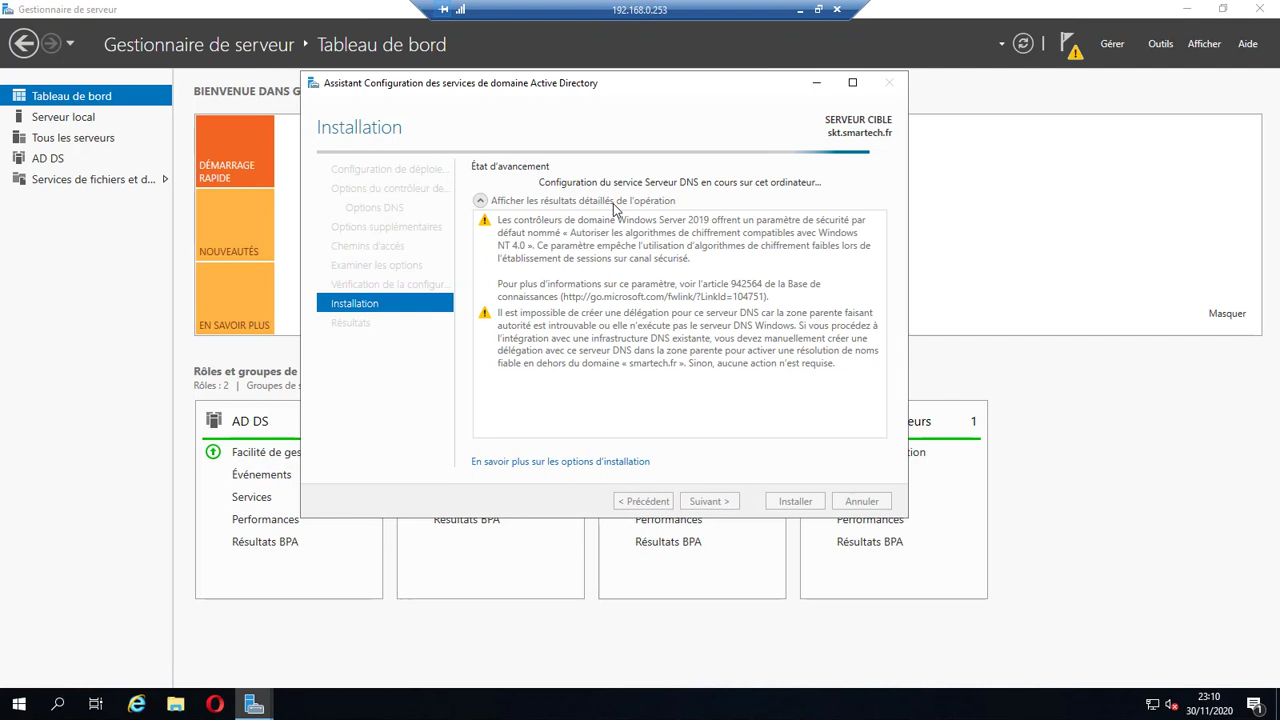 Gestionnaire de serveur
192.168.0.253
Gestionnaire de serveur
Tableau de bord
Gérer
Outils
Afficher
Aide
Tableau de bord
Serveur local
Tous les serveurs
AD DS
Services de fichiers et d...
BIENVENUE DANS G
DÉMARRAGE
RAPIDE
NOUVEAUTÉS
EN SAVOIR PLUS
Masquer
Assistant Configuration des services de domaine Active Directory
Installation
SERVEUR CIBLE
skt.smartech.fr
Configuration de déploie...
Options du contrôleur de...
Options DNS
Options supplémentaires
Chemins d'accès
Examiner les options
Vérification de la configur...
Installation
Résultats
État d'avancement
Configuration du service Serveur DNS en cours sur cet ordinateur...
Afficher les résultats détaillés de l'opération
Les contrôleurs de domaine Windows Server 2019 offrent un paramètre de sécurité par
défaut nommé « Autoriser les algorithmes de chiffrement compatibles avec Windows
NT 4.0 ». Ce paramètre empêche l'utilisation d'algorithmes de chiffrement faibles lors de
l'établissement de sessions sur canal sécurisé.
Pour plus d'informations sur ce paramètre, voir l'article 942564 de la Base de
connaissances (http://go.microsoft.com/fwlink/?LinkId=104751).
Il est impossible de créer une délégation pour ce serveur DNS car la zone parente faisant
autorité est introuvable ou elle n'exécute pas le serveur DNS Windows. Si vous procédez à
l'intégration avec une infrastructure DNS existante, vous devez manuellement créer une
délégation avec ce serveur DNS dans la zone parente pour activer une résolution de noms
fiable en dehors du domaine « smartech.fr ». Sinon, aucune action n'est requise.
En savoir plus sur les options d'installation
< Précédent
Suivant >
Installer
Annuler
Rôles et groupes de
Rôles : 2 | Groupes de s
AD DS
Facilité de ges
Événements
Services
Performances
Résultats BPA
Résultats BPA
Performances
Résultats BPA
eurs 1
tion
Performances
Résultats BPA
23:10
30/11/2020
1